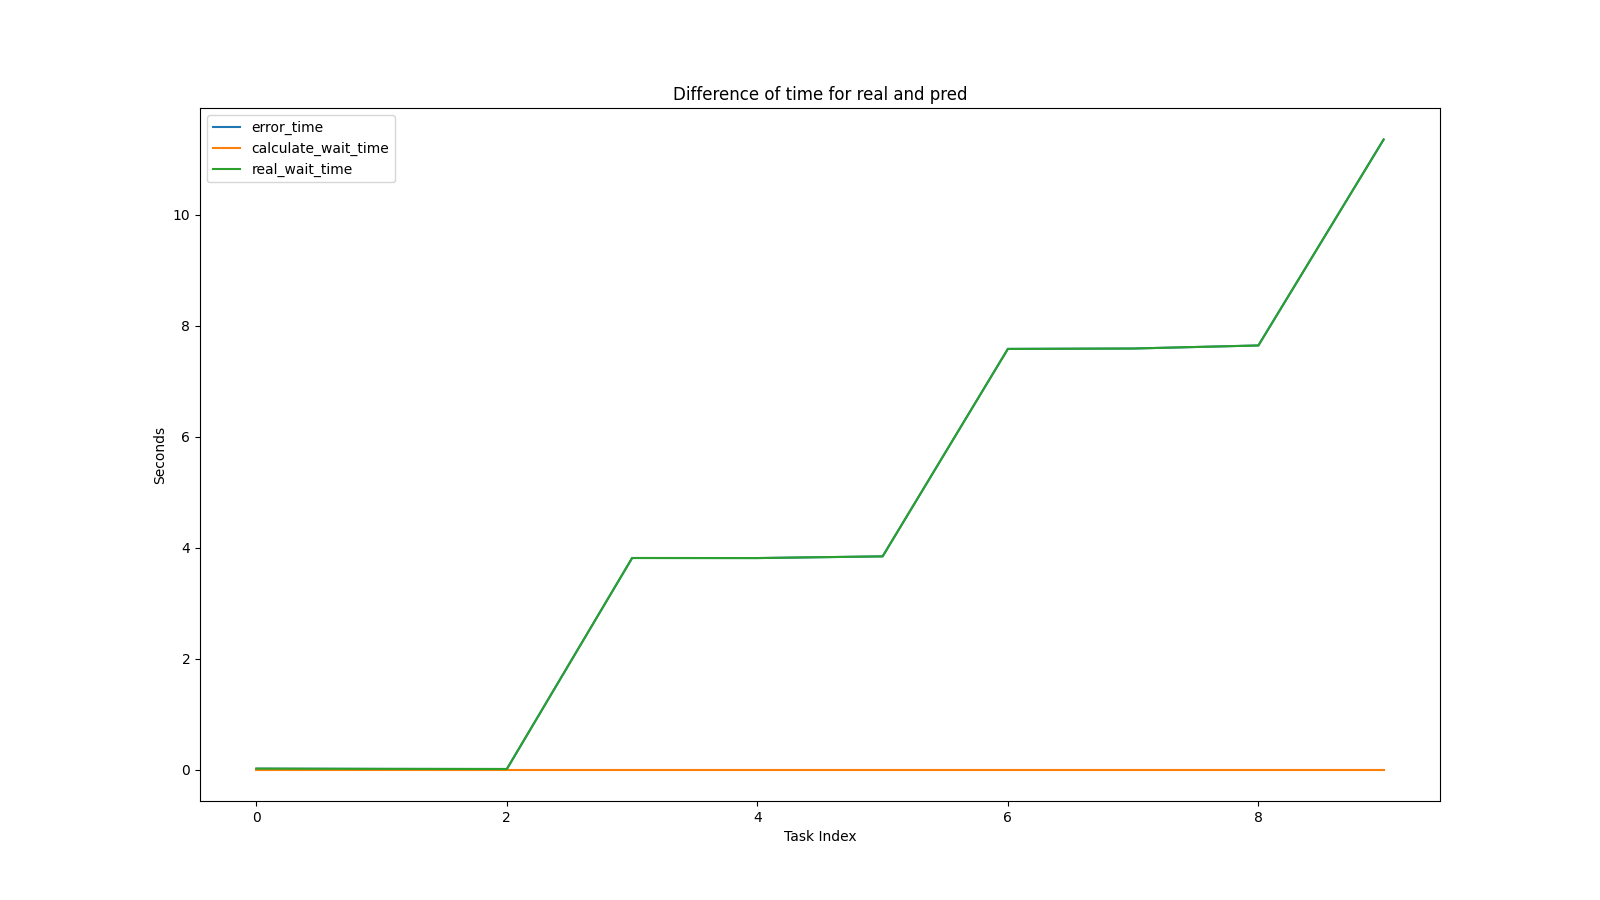 Difference of time for real and pred
error_time
calculate_wait_time
real_wait_time
10
8
6
4
2
0
Seconds
0 2 4 6 8
Task Index